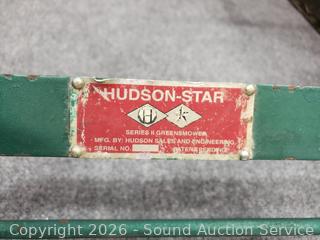 HUDSON-STAR
H
SERIES II GREENSMOWER
MFG. BY: HUDSON SALES AND ENGINEERING
SERIAL NO. PATENT PENDING
Copyright 2026 - Sound Auction Service